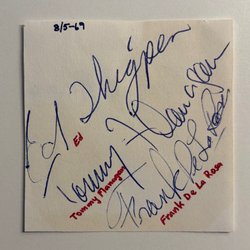 8/5-69
Ed Thigpen
Ed
Tommy Flanagan
Tommy Flanagan
Frank De La Rosa
Frank De La Rosa